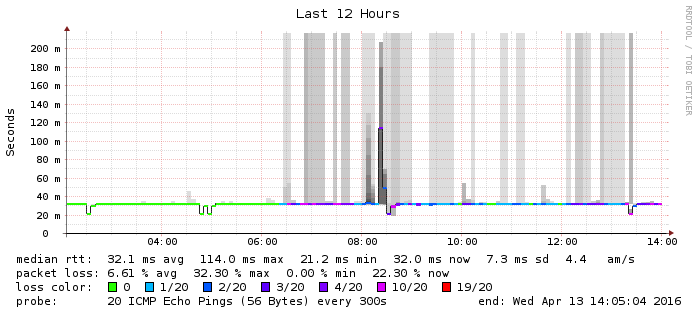 Last 12 Hours
RRDTOOL / TOBI OETIKER
Seconds
200 m
180 m
160 m
140 m
120 m
100 m
80 m
60 m
40 m
20 m
0
04:00 06:00 08:00 10:00 12:00 14:00
median rtt: 32.1 ms avg 114.0 ms max 21.2 ms min 32.0 ms now 7.3 ms sd 4.4 am/s
packet loss: 6.61 % avg 32.30 % max 0.00 % min 22.30 % now
loss color: 0 1/20 2/20 3/20 4/20 10/20 19/20
probe: 20 ICMP Echo Pings (56 Bytes) every 300s end: Wed Apr 13 14:05:04 2016